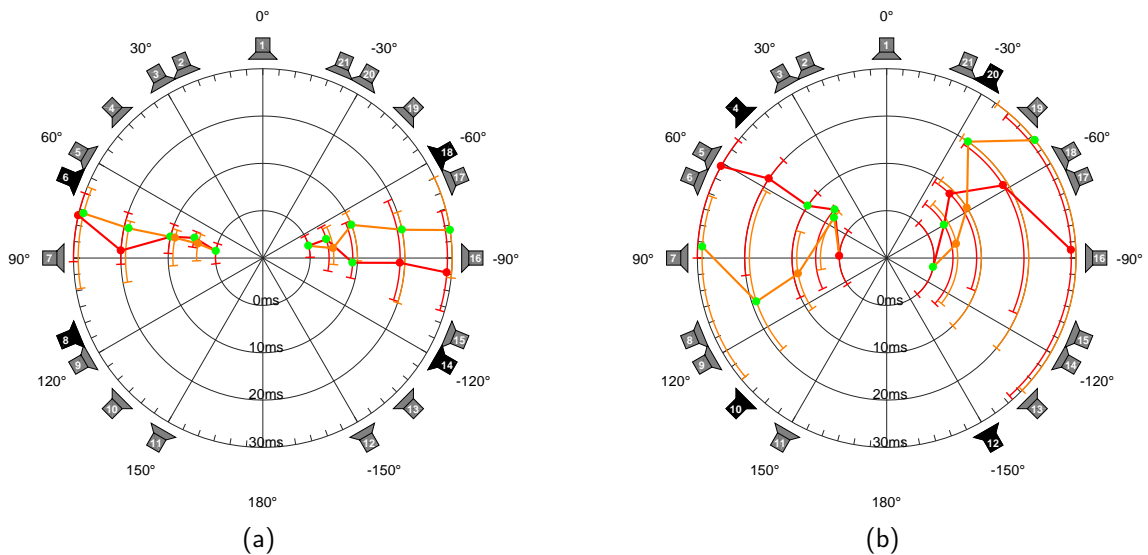 0° 0°
30° -30° 30° -30°
1 1
2 21 2 21
3 20 3 20
4 19 4 19
60° -60° 60° -60°
5 18 5 18
6 17 6 17
90° 7 16 -90° 90° 7 16 -90°
0ms 0ms
8 15 8 15
9 14 9 14
10ms 10ms
120° -120° 120° -120°
20ms 20ms
10 13 10 13
11 30ms 12 11 30ms 12
150° -150° 150° -150°
180° 180°
(a) (b)